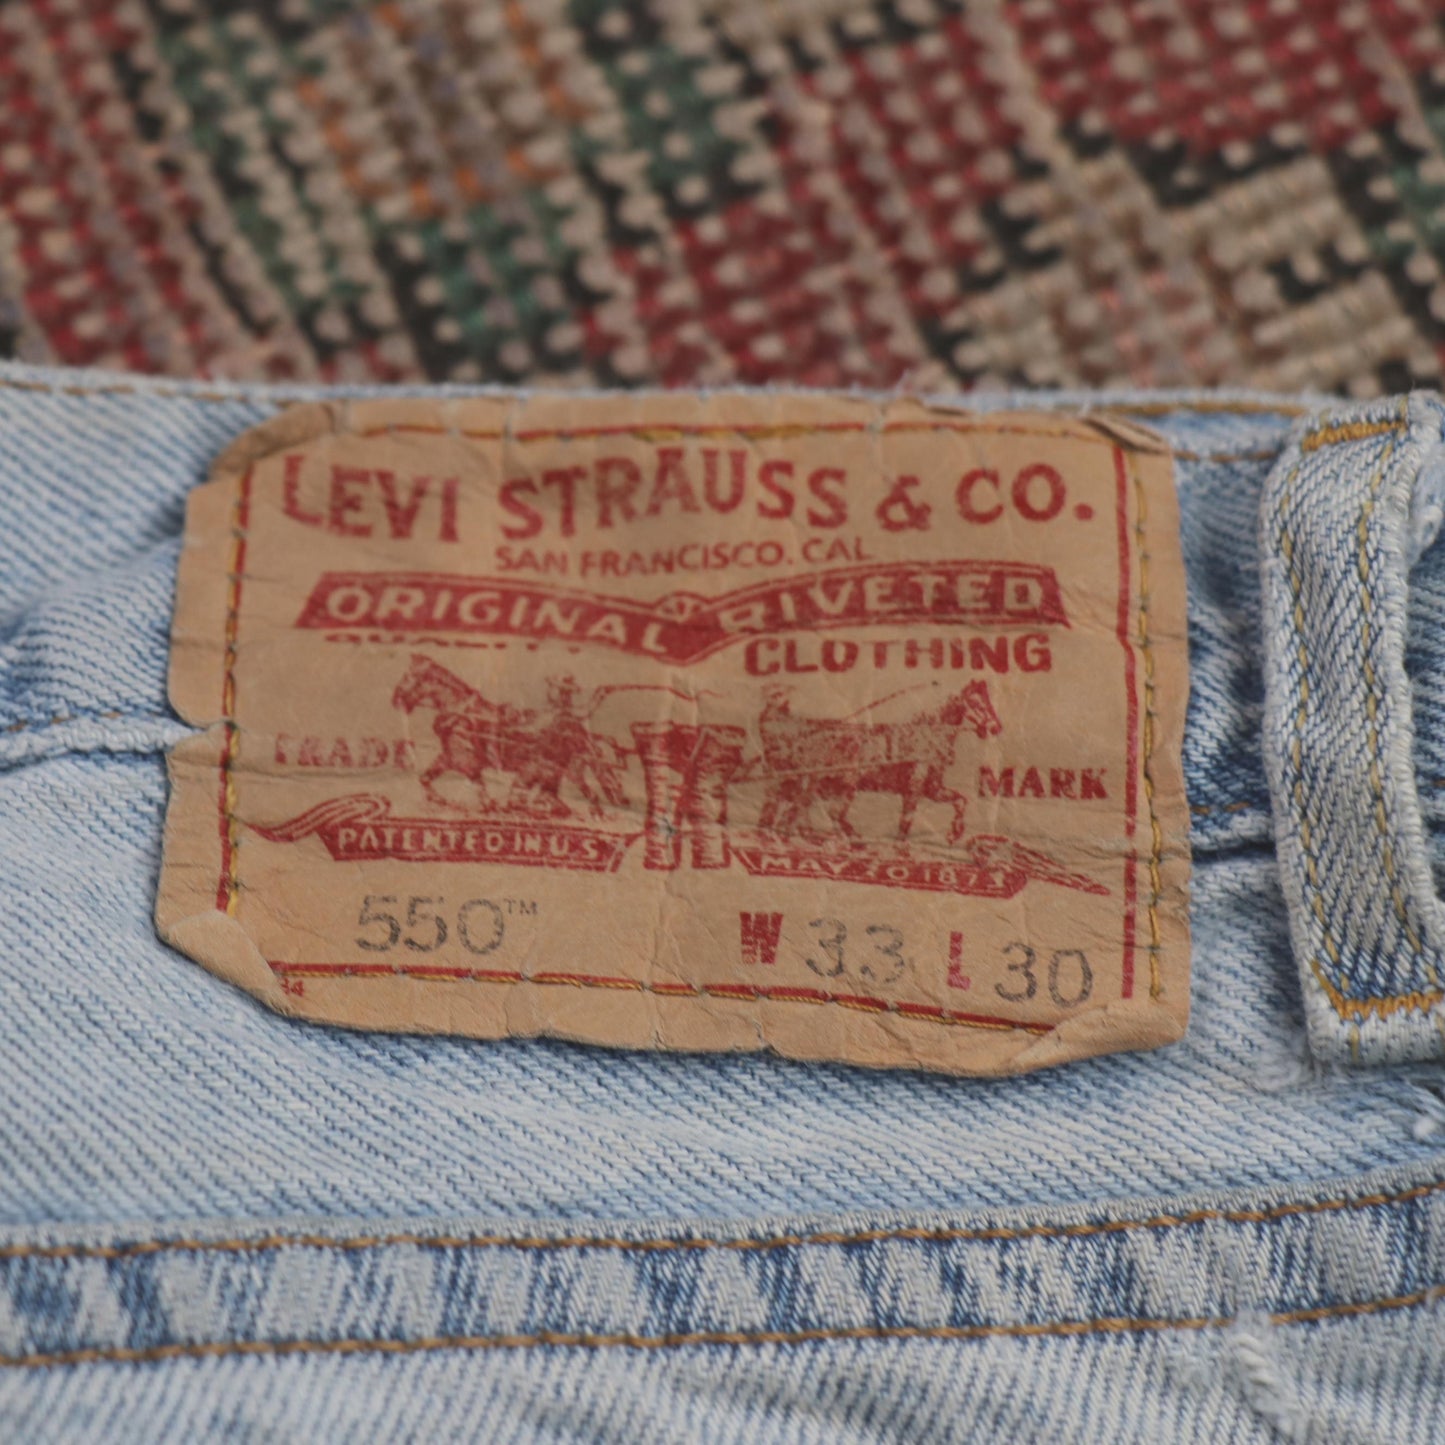 LEVI STRAUSS & CO.
SAN FRANCISCO. CAL
ORIGINAL RIVETED
QUALITY CLOTHING
TRADE MARK
PATENTED IN U.S. MAY 20 1873
550™ W 33 L 30